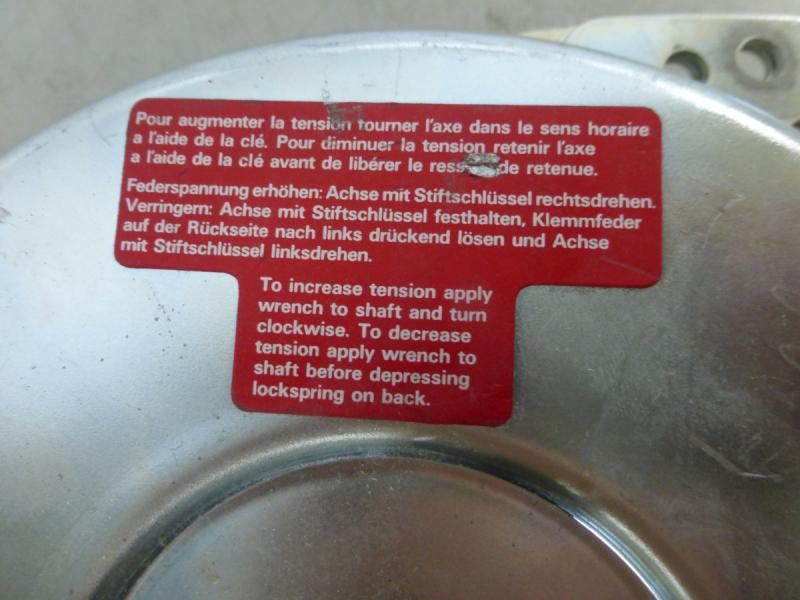 Pour augmenter la tension tourner l'axe dans le sens horaire
a l'aide de la clé. Pour diminuer la tension retenir l'axe
a l'aide de la clé avant de libérer le de retenue.
Federspannung erhöhen: Achse mit Stiftschlüssel rechtsdrehen.
Verringern: Achse mit Stiftschlüssel festhalten, Klemmfeder
auf der Rückseite nach links drückend lösen und Achse
mit Stiftschlüssel linksdrehen.
To increase tension apply
wrench to shaft and turn
clockwise. To decrease
tension apply wrench to
shaft before depressing
lockspring on back.